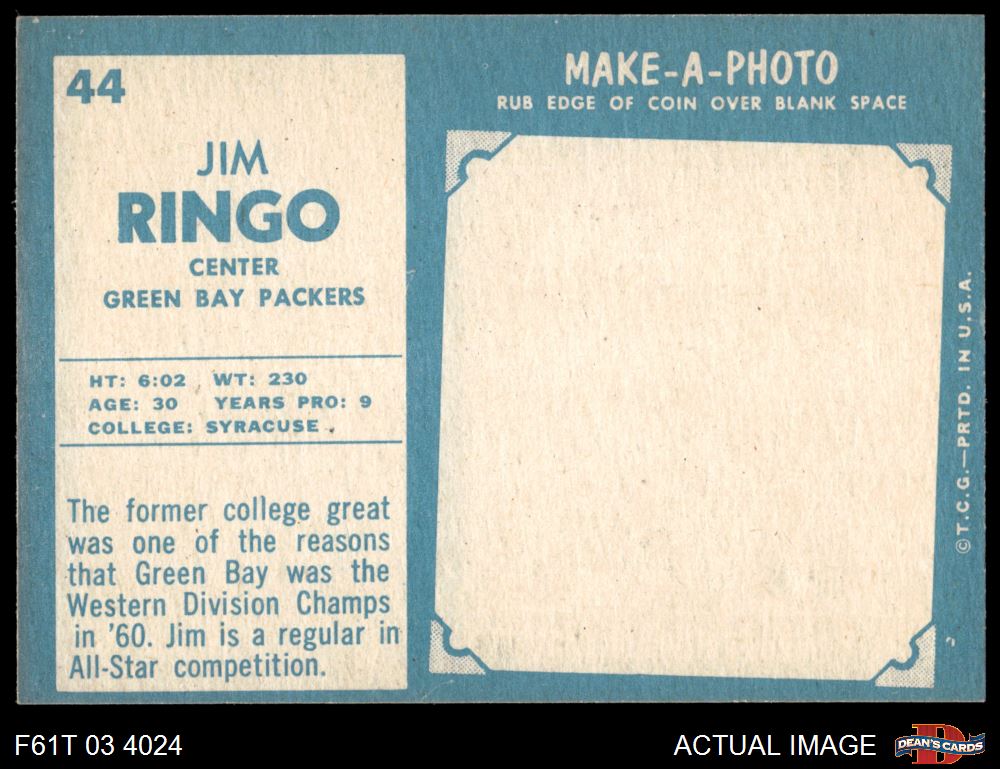 44
JIM
RINGO
CENTER
GREEN BAY PACKERS
HT: 6:02 WT: 230
AGE: 30 YEARS PRO: 9
COLLEGE: SYRACUSE
The former college great
was one of the reasons
that Green Bay was the
Western Division Champs
in '60. Jim is a regular in
All-Star competition.
MAKE-A-PHOTO
RUB EDGE OF COIN OVER BLANK SPACE
©T.C.G.—PRTD. IN U.S.A.
F61T 03 4024
ACTUAL IMAGE
D
DEAN'S CARDS